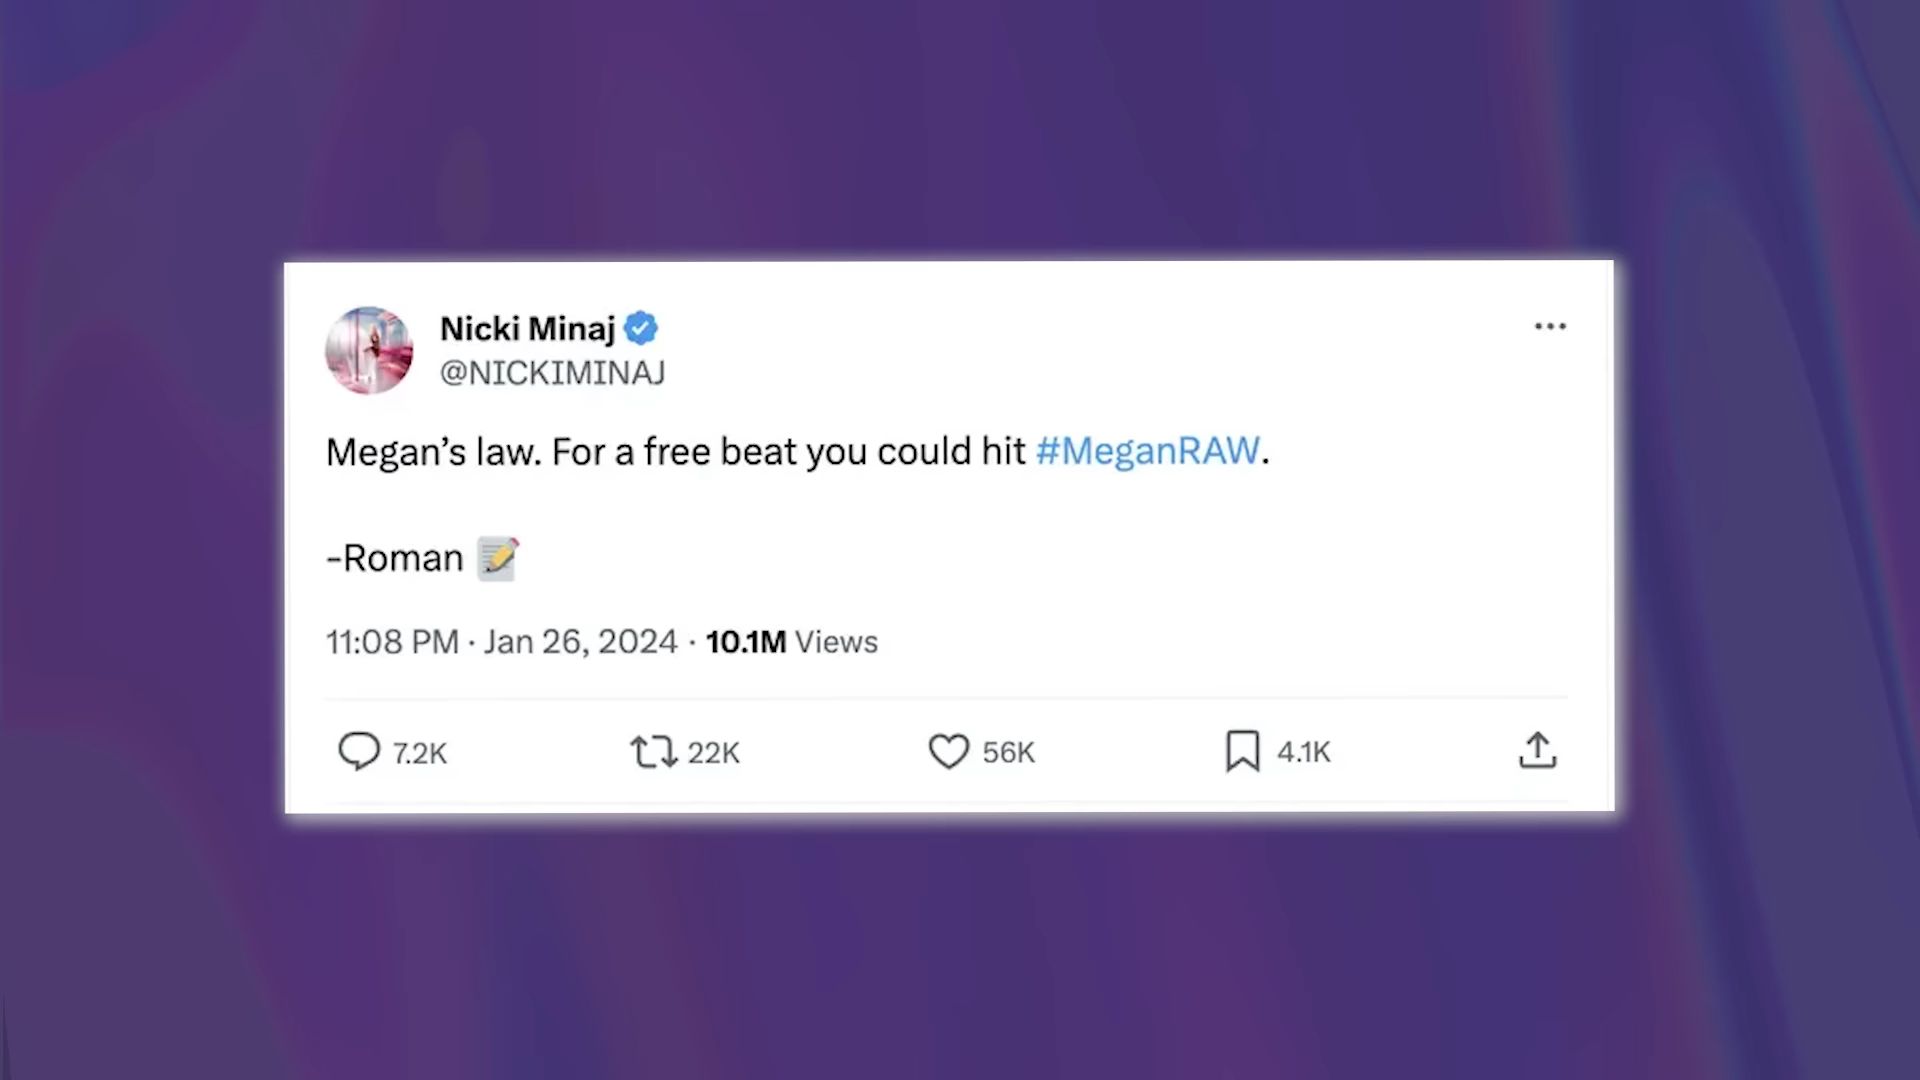 Nicki Minaj
@NICKIMINAJ
Megan’s law. For a free beat you could hit #MeganRAW.
-Roman 📝
11:08 PM · Jan 26, 2024 · 10.1M Views
7.2K 22K 56K 4.1K